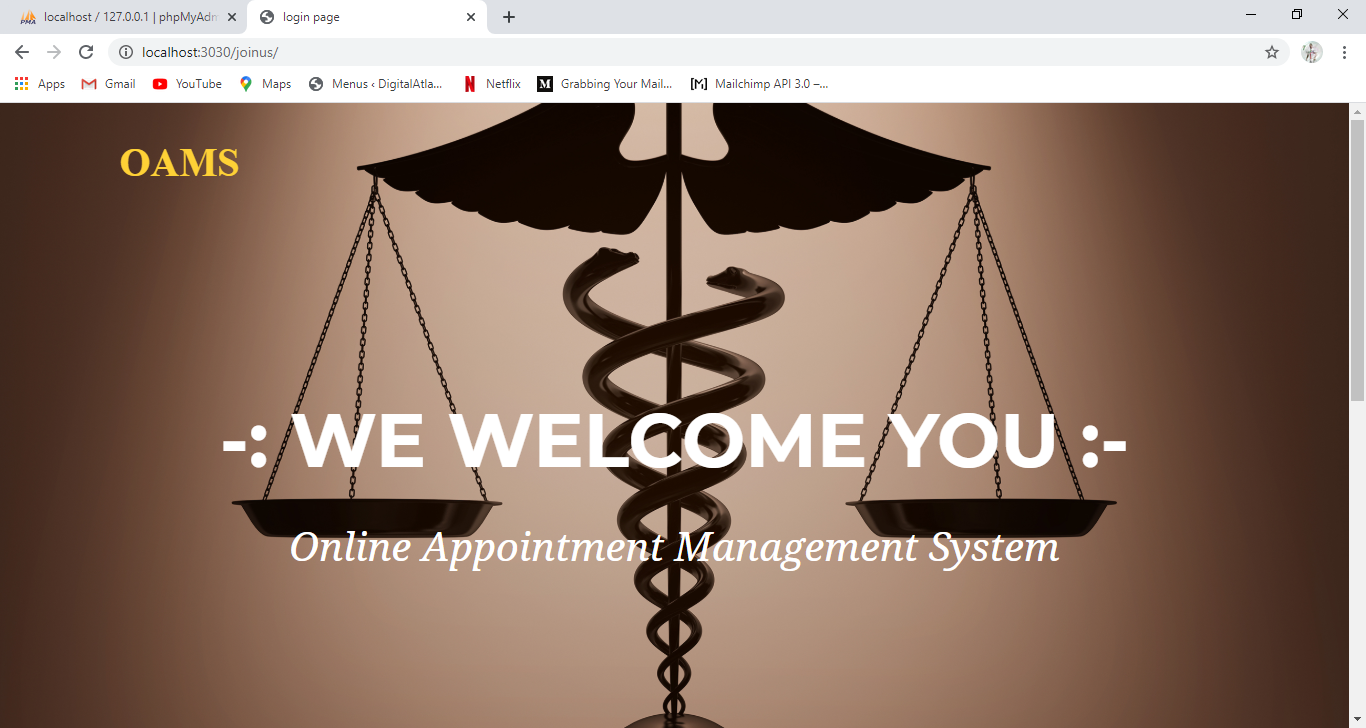 PMA localhost / 127.0.0.1 | phpMyAdm
login page
localhost:3030/joinus/
Apps Gmail YouTube Maps Menus ‹ DigitalAtla... N Netflix M Grabbing Your Mail... [M] Mailchimp API 3.0 –...
OAMS
-: WE WELCOME YOU :-
Online Appointment Management System